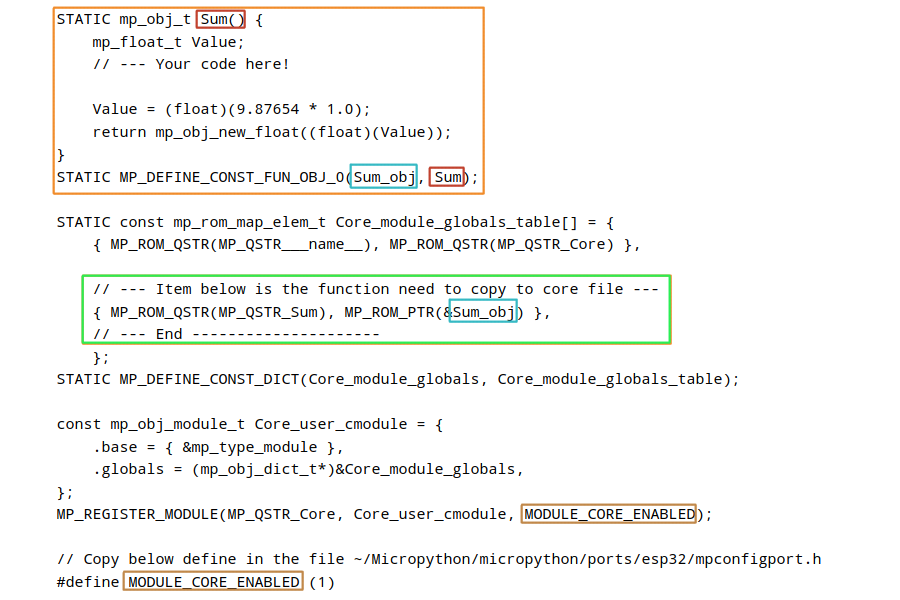 STATIC mp_obj_t Sum() {
    mp_float_t Value;
    // --- Your code here!

    Value = (float)(9.87654 * 1.0);
    return mp_obj_new_float((float)(Value));
}
STATIC MP_DEFINE_CONST_FUN_OBJ_0(Sum_obj, Sum);

STATIC const mp_rom_map_elem_t Core_module_globals_table[] = {
    { MP_ROM_QSTR(MP_QSTR___name__), MP_ROM_QSTR(MP_QSTR_Core) },

    // --- Item below is the function need to copy to core file ---
    { MP_ROM_QSTR(MP_QSTR_Sum), MP_ROM_PTR(&Sum_obj) },
    // --- End ---------------------
    };
STATIC MP_DEFINE_CONST_DICT(Core_module_globals, Core_module_globals_table);

const mp_obj_module_t Core_user_cmodule = {
    .base = { &mp_type_module },
    .globals = (mp_obj_dict_t*)&Core_module_globals,
};
MP_REGISTER_MODULE(MP_QSTR_Core, Core_user_cmodule, MODULE_CORE_ENABLED);

// Copy below define in the file ~/Micropython/micropython/ports/esp32/mpconfigport.h
#define MODULE_CORE_ENABLED (1)